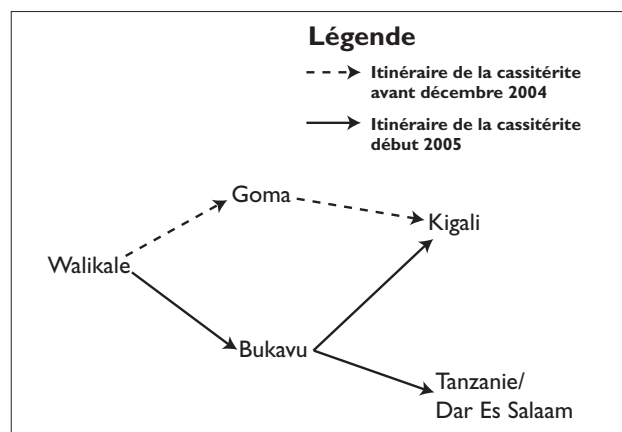 Légende
Itinéraire de la cassitérite
avant décembre 2004
Itinéraire de la cassitérite
début 2005
Goma
Kigali
Walikale
Bukavu
Tanzanie/
Dar Es Salaam